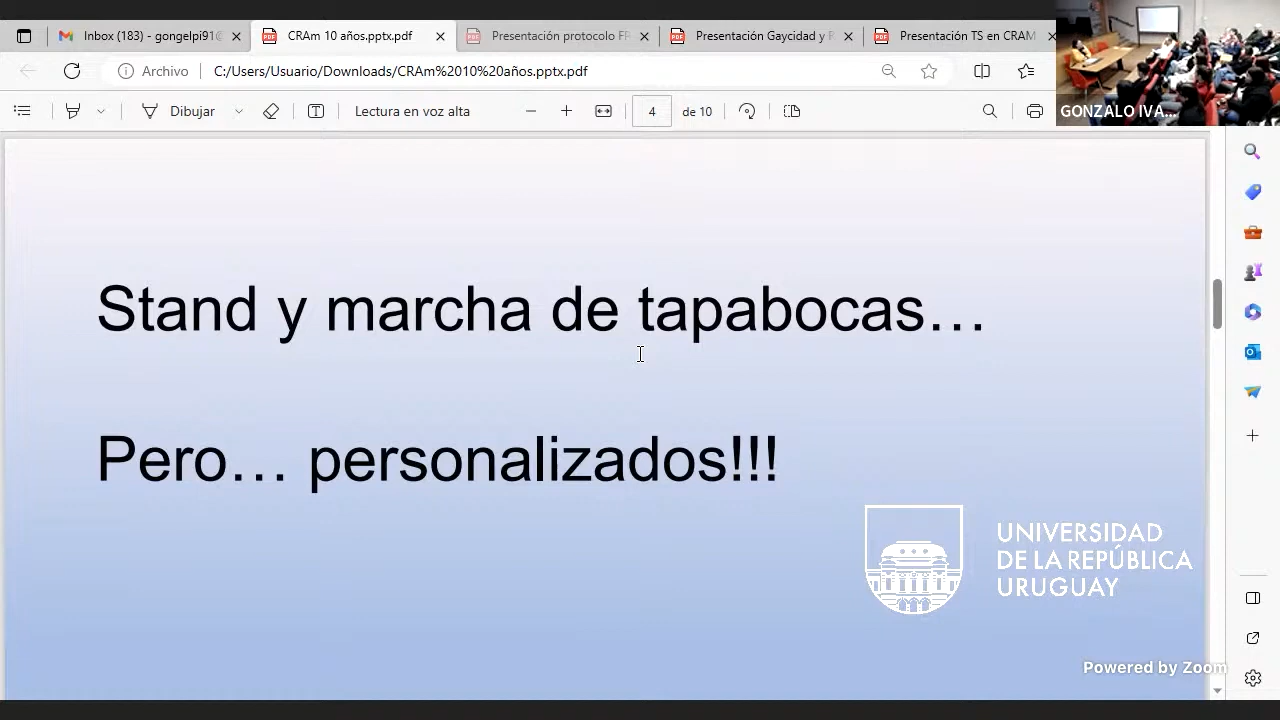 Inbox (183) - gongelpi91@
CRAm 10 años.pptx.pdf
Presentación protocolo FR
Presentación Gaycidad y R
Presentación TS en CRAM
Archivo
C:/Users/Usuario/Downloads/CRAm%2010%20años.pptx.pdf
Dibujar
Lectura en voz alta
4
de 10
GONZALO IVA...
Stand y marcha de tapabocas…
Pero… personalizados!!!
UNIVERSIDAD
DE LA REPÚBLICA
URUGUAY
Powered by Zoom